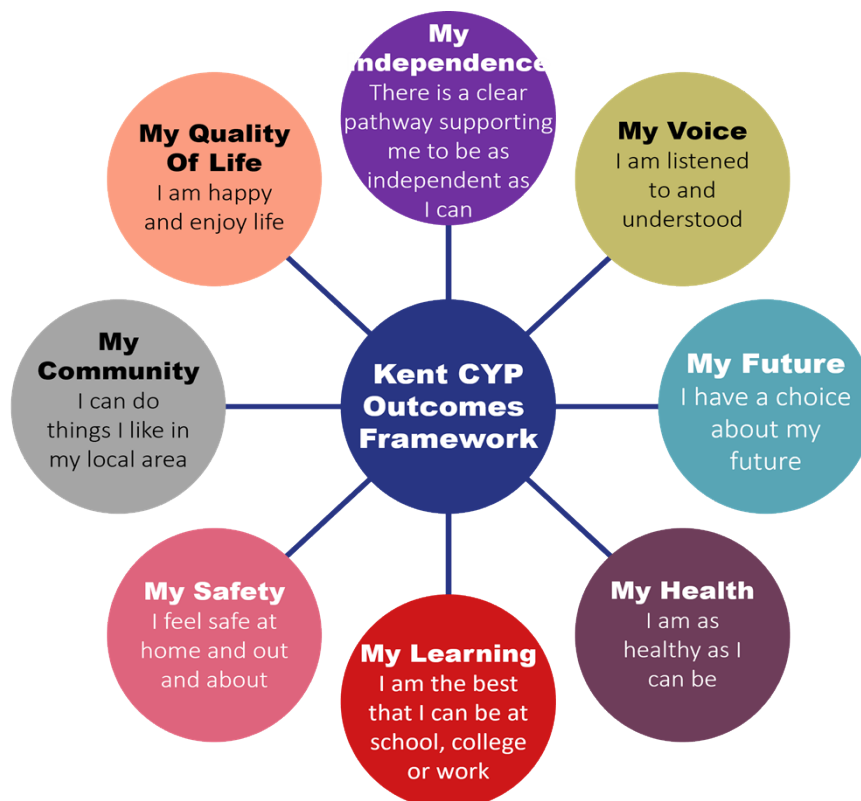 My
Independence
There is a clear
pathway supporting
me to be as
independent as
I can
My Voice
I am listened
to and
understood
My Future
I have a choice
about my
future
My Health
I am as
healthy as I
can be
My Learning
I am the best
that I can be at
school, college
or work
My Safety
I feel safe at
home and out
and about
My
Community
I can do
things I like in
my local area
My Quality
Of Life
I am happy
and enjoy life
Kent CYP
Outcomes
Framework